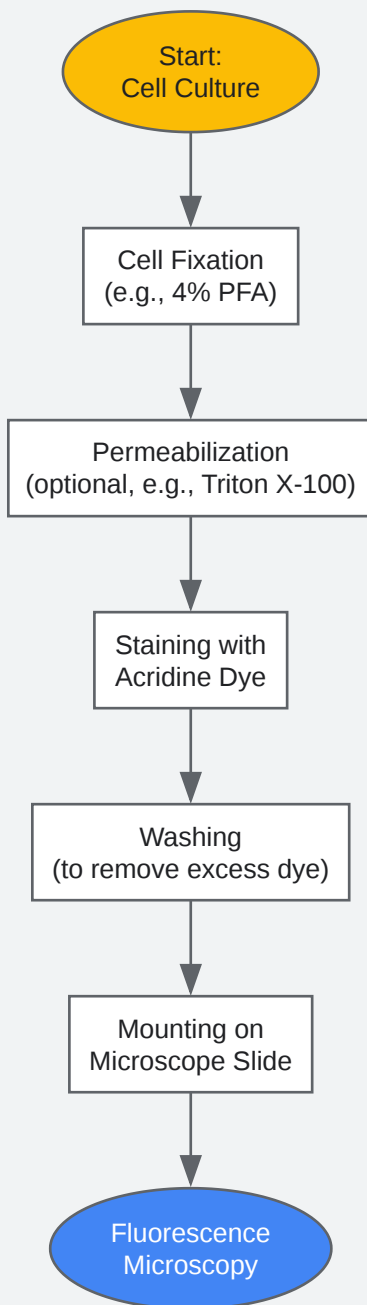 Start:
Cell Culture
Cell Fixation
(e.g., 4% PFA)
Permeabilization
(optional, e.g., Triton X-100)
Staining with
Acridine Dye
Washing
(to remove excess dye)
Mounting on
Microscope Slide
Fluorescence
Microscopy